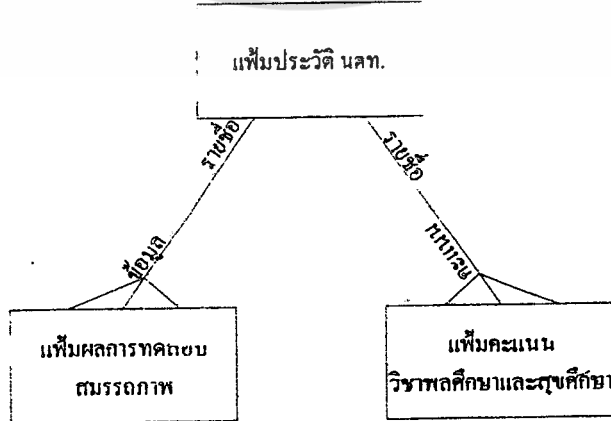 แฟ้มประวัติ นลท.
รายชื่อ
รายชื่อ
ข้อมูล
คะแนน
แฟ้มผลการทดสอบ
สมรรถภาพ
แฟ้มคะแนน
วิชาพลศึกษาและสุขศึกษา